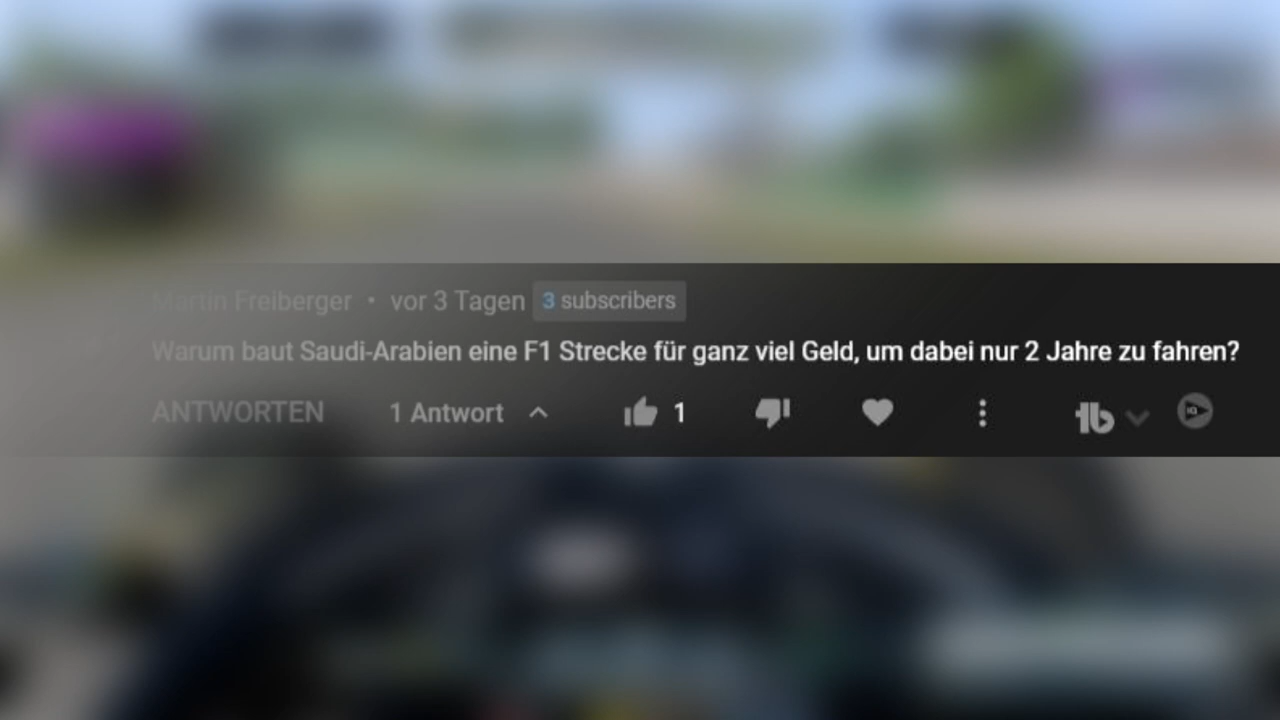 Martin Freiberger • vor 3 Tagen 3 subscribers
Warum baut Saudi-Arabien eine F1 Strecke für ganz viel Geld, um dabei nur 2 Jahre zu fahren?
ANTWORTEN 1 Antwort 1